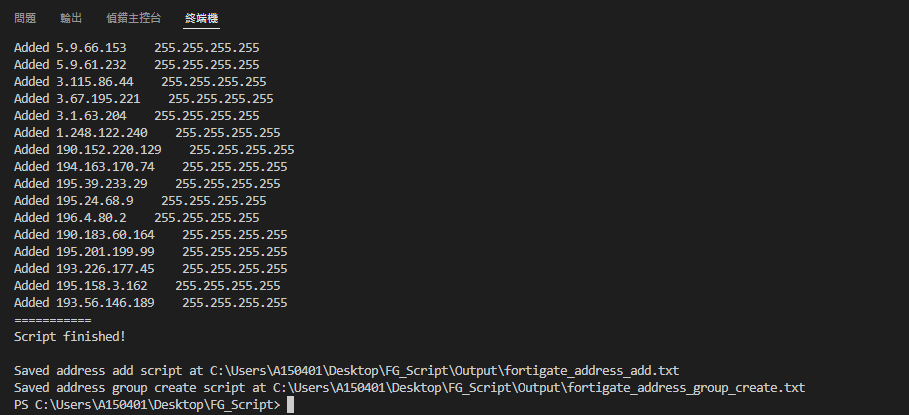 問題 輸出 偵錯主控台 終端機
Added 5.9.66.153    255.255.255.255
Added 5.9.61.232    255.255.255.255
Added 3.115.86.44    255.255.255.255
Added 3.67.195.221    255.255.255.255
Added 3.1.63.204    255.255.255.255
Added 1.248.122.240    255.255.255.255
Added 190.152.220.129    255.255.255.255
Added 194.163.170.74    255.255.255.255
Added 195.39.233.29    255.255.255.255
Added 195.24.68.9    255.255.255.255
Added 196.4.80.2    255.255.255.255
Added 190.183.60.164    255.255.255.255
Added 195.201.199.99    255.255.255.255
Added 193.226.177.45    255.255.255.255
Added 195.158.3.162    255.255.255.255
Added 193.56.146.189    255.255.255.255
===========
Script finished!
Saved address add script at C:\Users\A150401\Desktop\FG_Script\Output\fortigate_address_add.txt
Saved address group create script at C:\Users\A150401\Desktop\FG_Script\Output\fortigate_address_group_create.txt
PS C:\Users\A150401\Desktop\FG_Script>